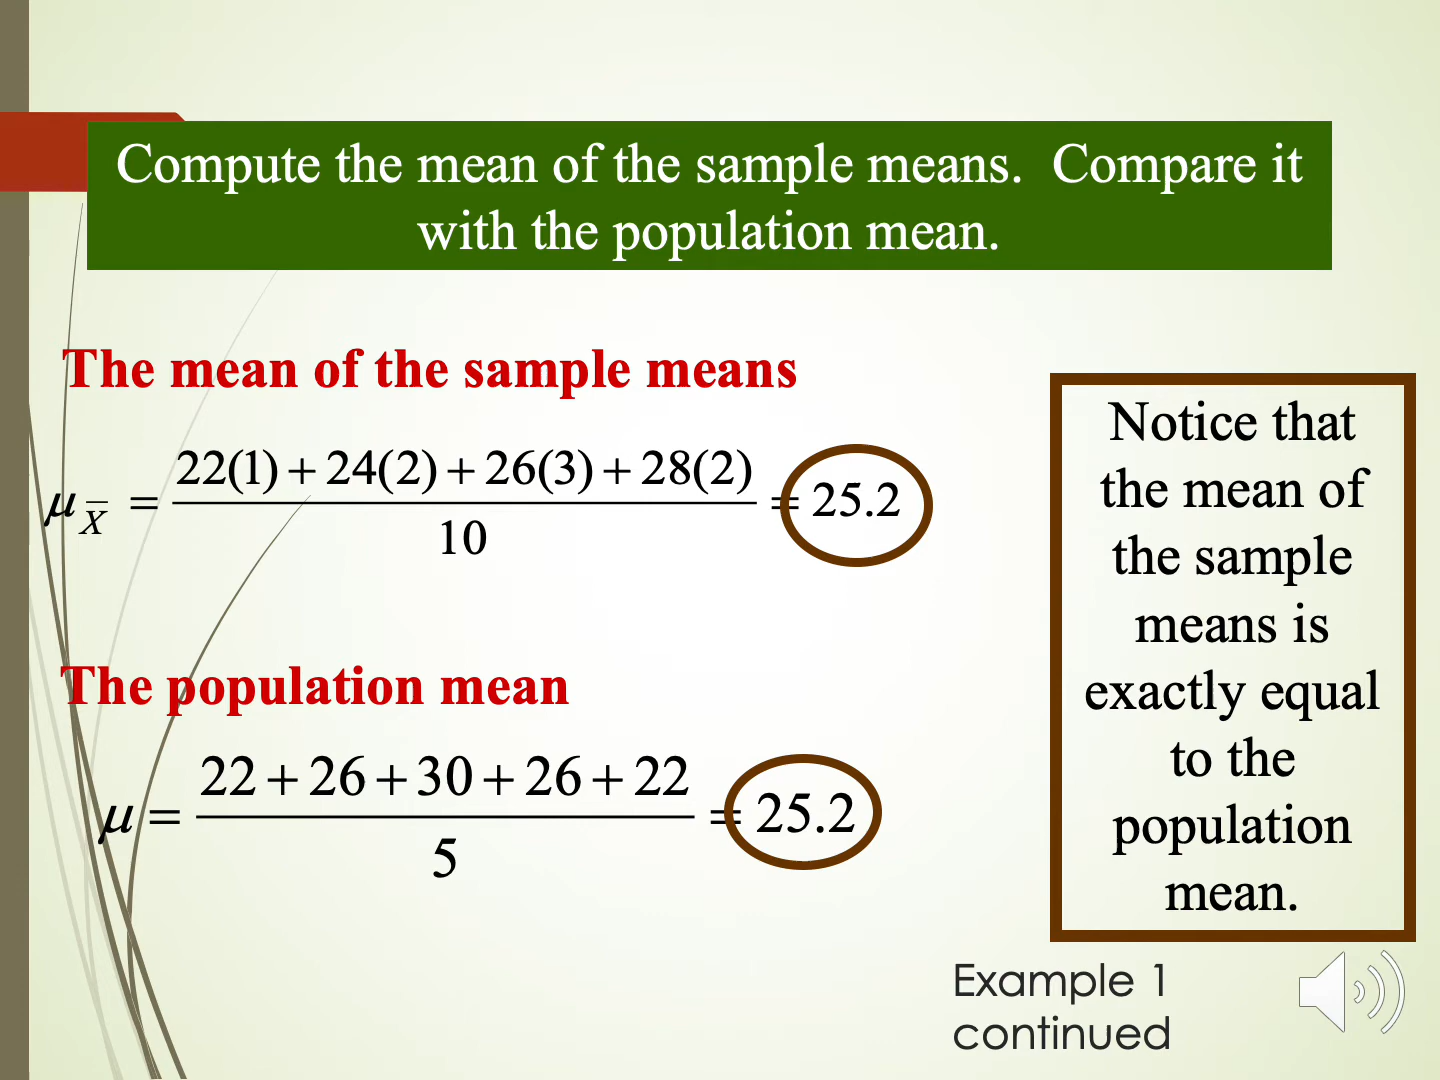 Compute the mean of the sample means. Compare it
with the population mean.
The mean of the sample means
μ_X̅ = (22(1) + 24(2) + 26(3) + 28(2)) / 10 = 25.2
The population mean
μ = (22 + 26 + 30 + 26 + 22) / 5 = 25.2
Notice that
the mean of
the sample
means is
exactly equal
to the
population
mean.
Example 1
continued